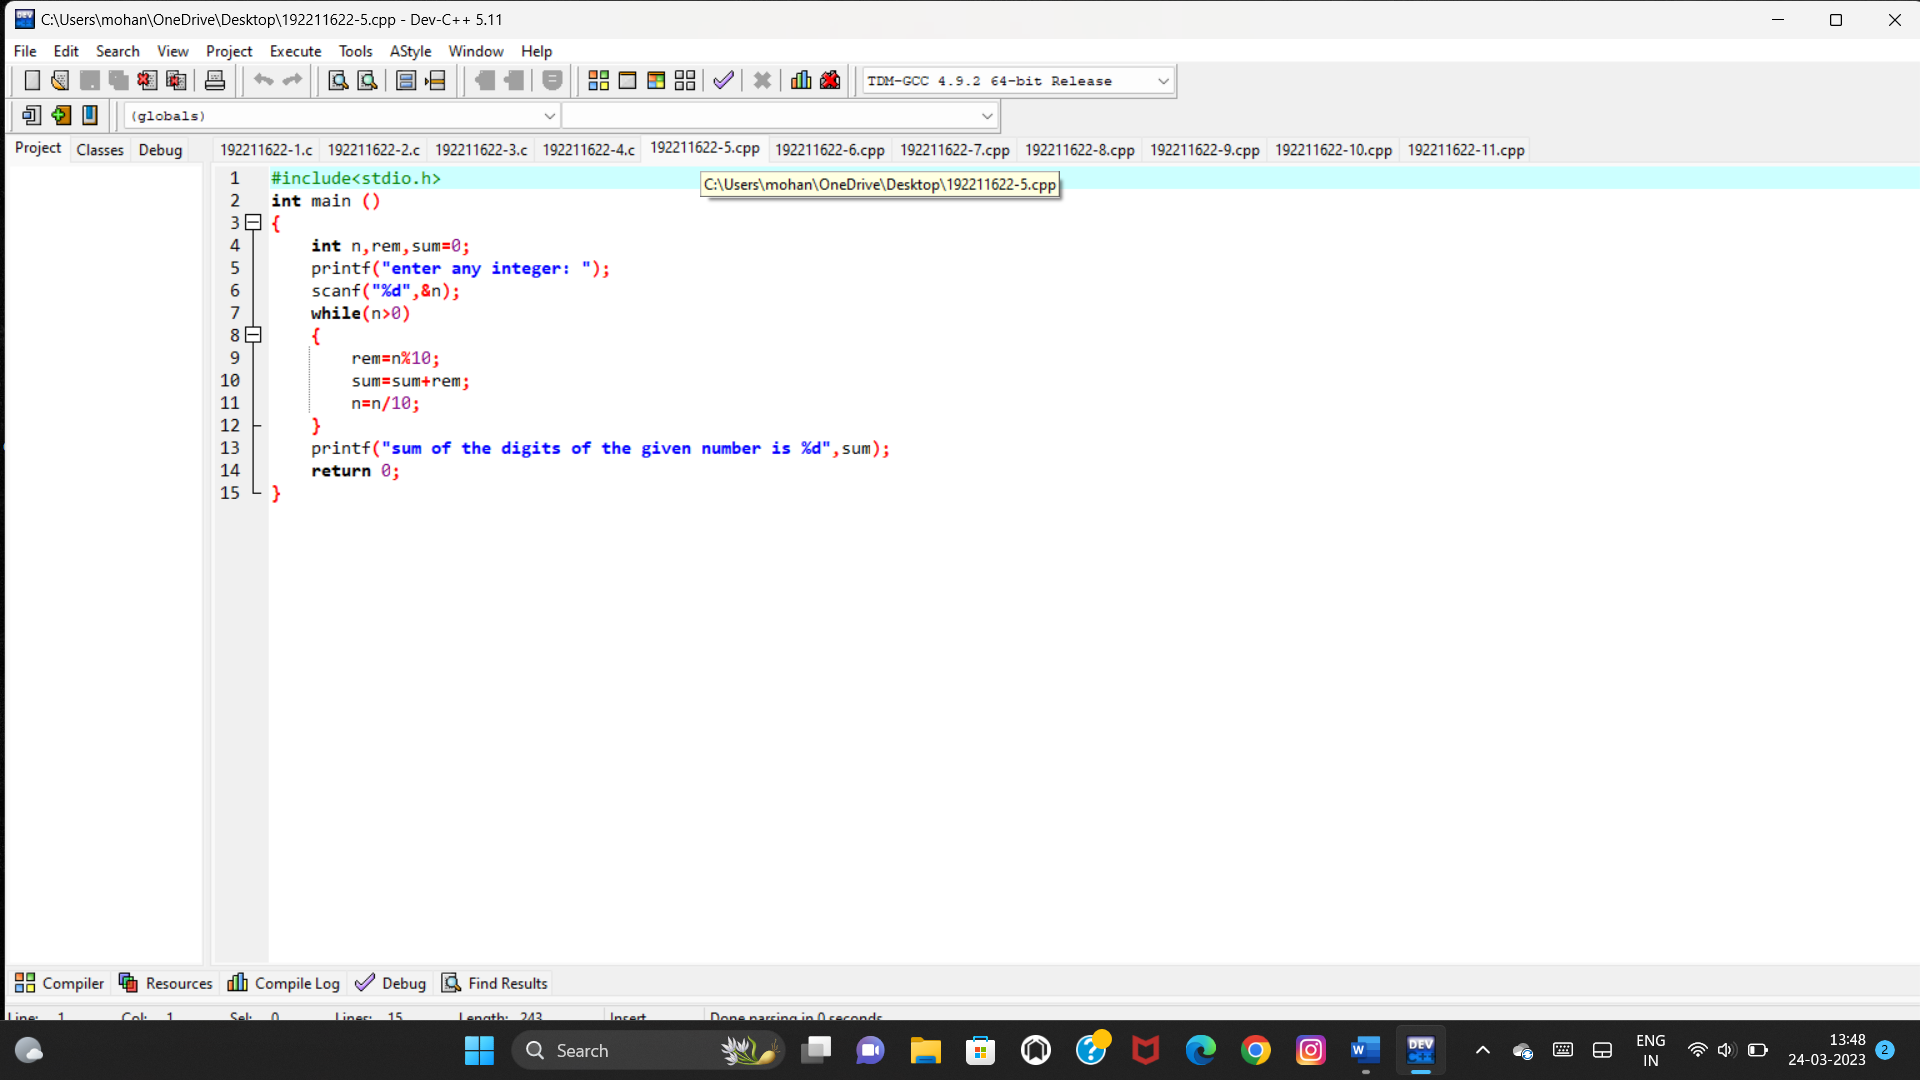 C:\Users\mohan\OneDrive\Desktop\192211622-5.cpp - Dev-C++ 5.11
File Edit Search View Project Execute Tools AStyle Window Help
TDM-GCC 4.9.2 64-bit Release
(globals)
Project Classes Debug
192211622-1.c 192211622-2.c 192211622-3.c 192211622-4.c 192211622-5.cpp 192211622-6.cpp 192211622-7.cpp 192211622-8.cpp 192211622-9.cpp 192211622-10.cpp 192211622-11.cpp
C:\Users\mohan\OneDrive\Desktop\192211622-5.cpp
1 #include<stdio.h>
2 int main ()
3 {
4 int n,rem,sum=0;
5 printf("enter any integer: ");
6 scanf("%d",&n);
7 while(n>0)
8 {
9 rem=n%10;
10 sum=sum+rem;
11 n=n/10;
12 }
13 printf("sum of the digits of the given number is %d",sum);
14 return 0;
15 }
Compiler Resources Compile Log Debug Find Results
Line: 1 Col: 1 Sel: 0 Lines: 15 Length: 243 Insert Done parsing in 0 seconds
Search
W
DEV
C++
ENG
IN
13:48
24-03-2023
2